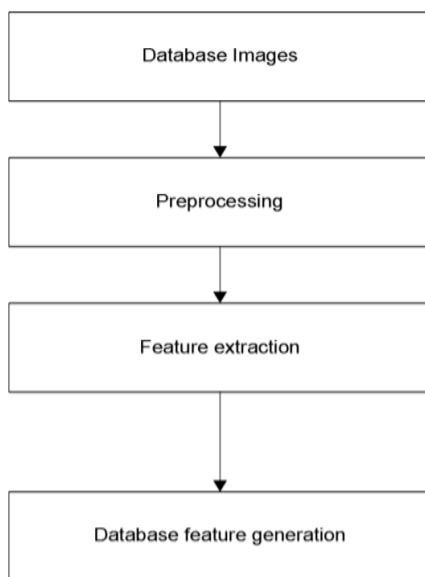 Database Images
Preprocessing
Feature extraction
Database feature generation